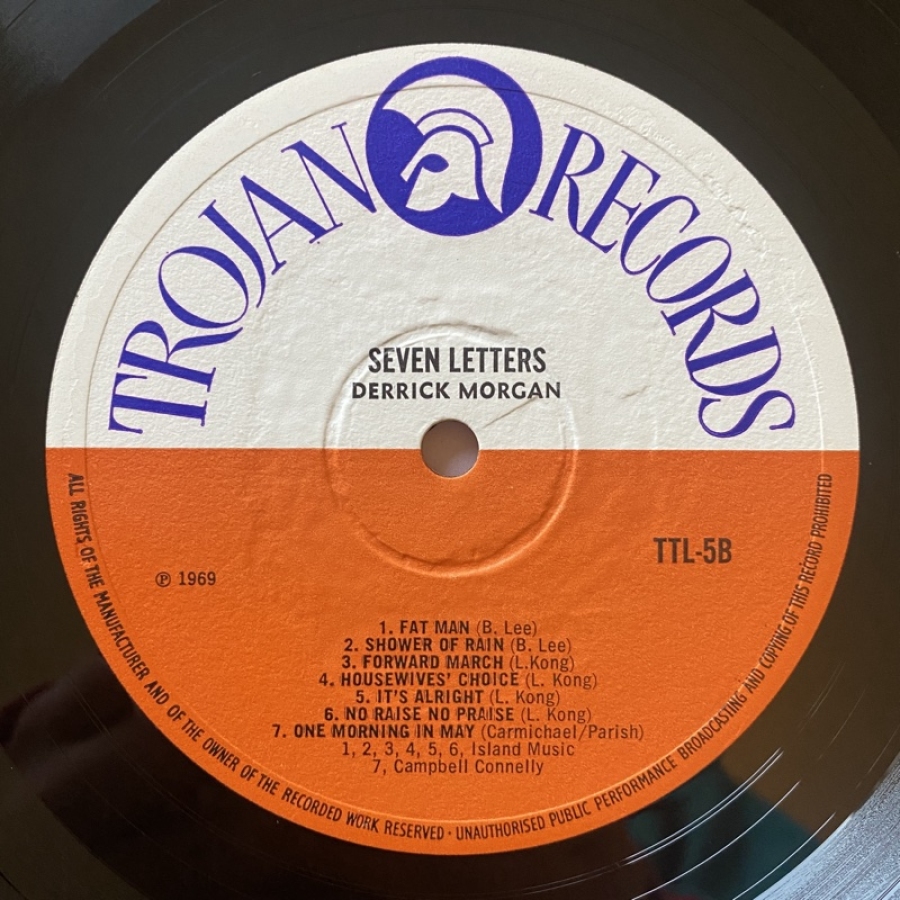 TROJAN RECORDS
SEVEN LETTERS
DERRICK MORGAN
TTL-5B
℗ 1969
1. FAT MAN (B. Lee)
2. SHOWER OF RAIN (B. Lee)
3. FORWARD MARCH (L.Kong)
4. HOUSEWIVES' CHOICE (L. Kong)
5. IT'S ALRIGHT (L. Kong)
6. NO RAISE NO PRAISE (L. Kong)
7. ONE MORNING IN MAY (Carmichael/Parish)
1, 2, 3, 4, 5, 6, Island Music
7, Campbell Connelly
ALL RIGHTS OF THE MANUFACTURER AND OF THE OWNER OF THE RECORDED WORK RESERVED · UNAUTHORISED PUBLIC PERFORMANCE BROADCASTING AND COPYING OF THIS RECORD PROHIBITED